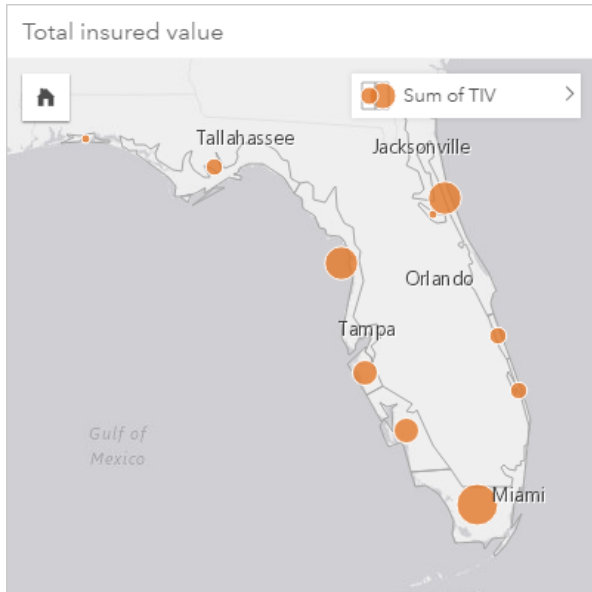 Total insured value
Sum of TIV
Tallahassee
Jacksonville
Orlando
Tampa
Gulf of
Mexico
Miami